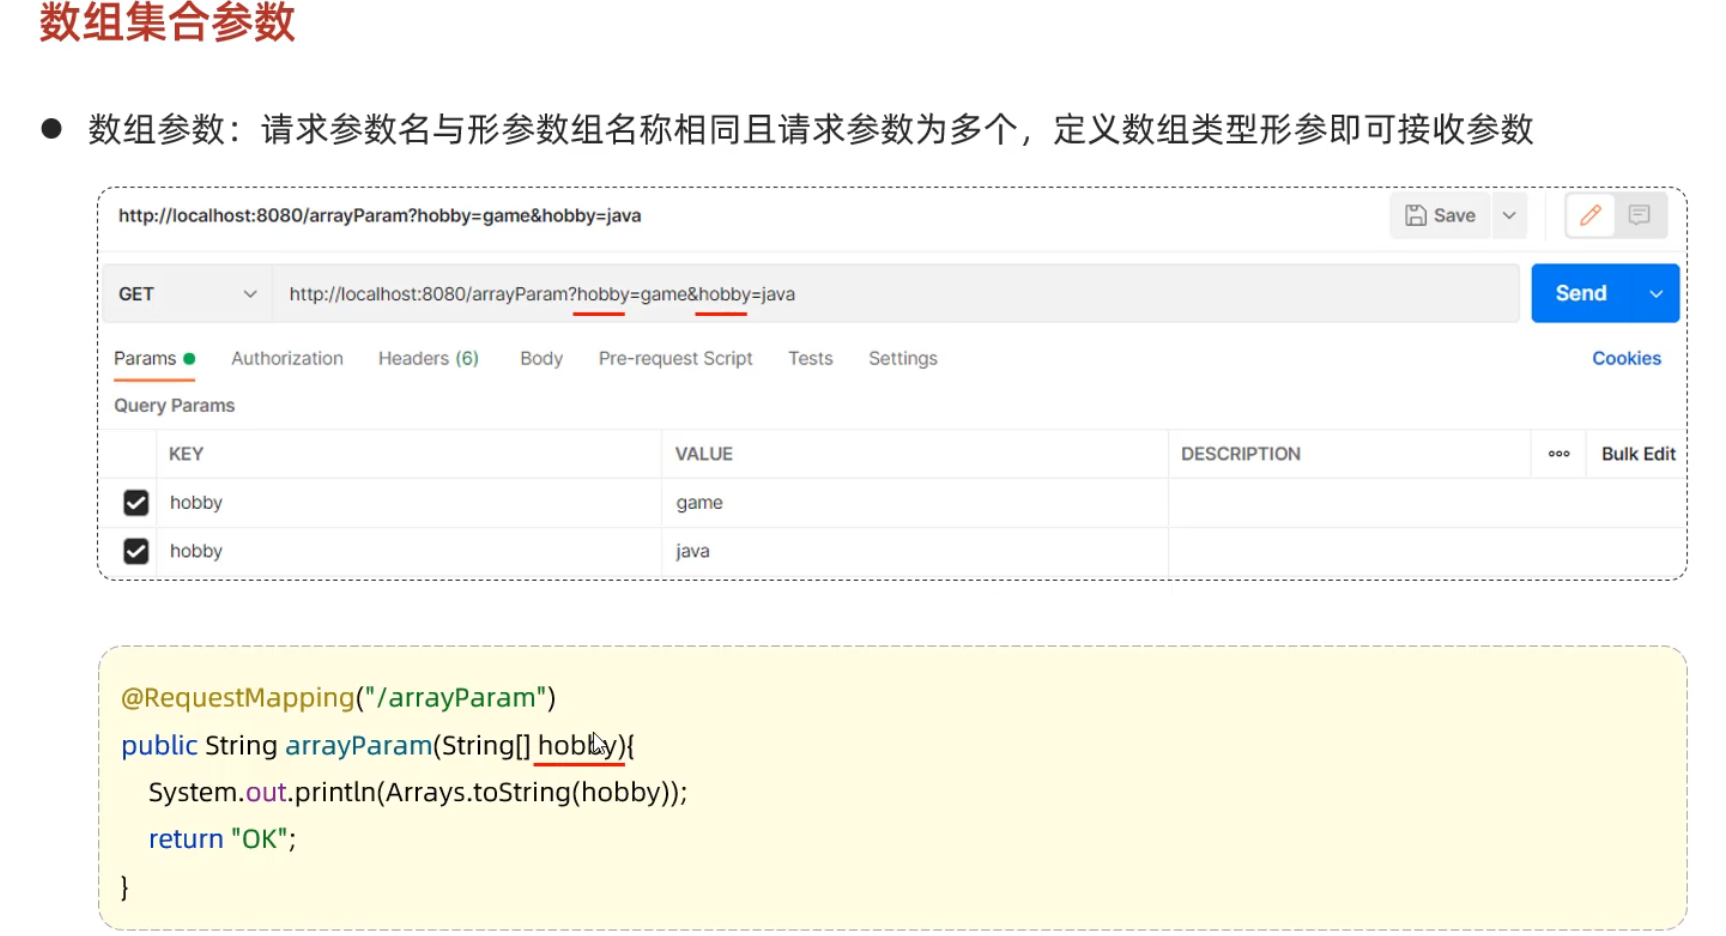 数组集合参数
● 数组参数：请求参数名与形参数组名称相同且请求参数为多个，定义数组类型形参即可接收参数
http://localhost:8080/arrayParam?hobby=game&hobby=java Save
GET http://localhost:8080/arrayParam?hobby=game&hobby=java Send
Params Authorization Headers (6) Body Pre-request Script Tests Settings Cookies
Query Params
KEY VALUE DESCRIPTION ooo Bulk Edit
hobby game
hobby java
@RequestMapping("/arrayParam")
public String arrayParam(String[] hobby){
System.out.println(Arrays.toString(hobby));
return "OK";
}